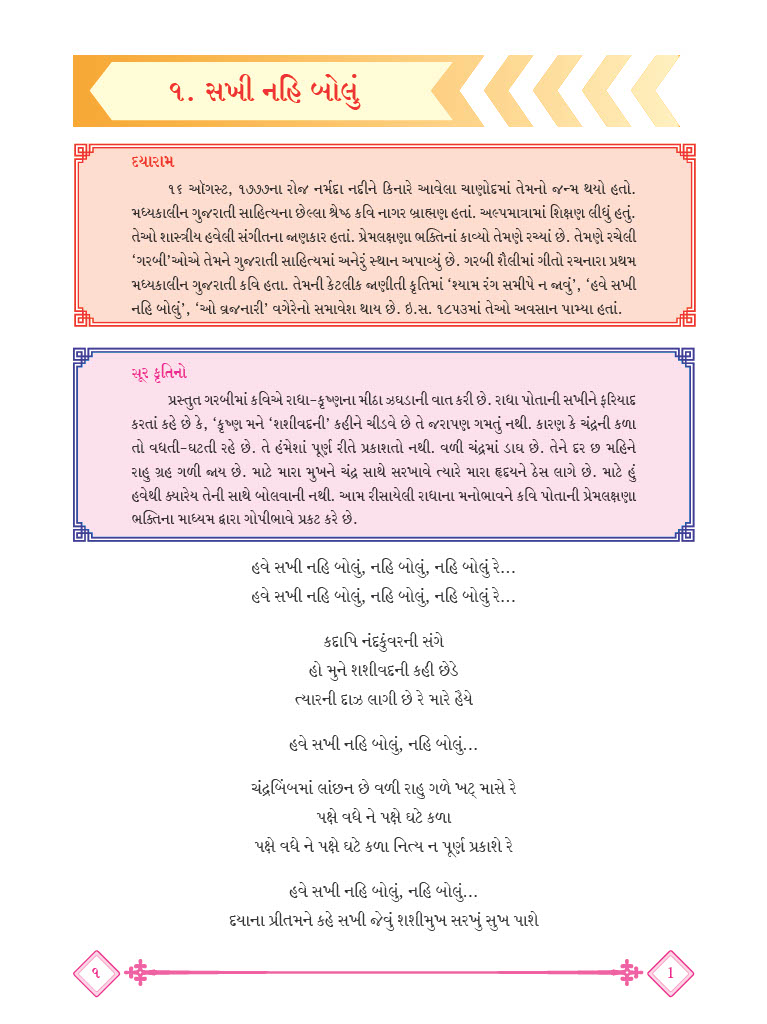 ૧. સખી નહિ બોલું
દયારામ
૧૬ ઑગસ્ટ, ૧૭૭૭ના રોજ નર્મદા નદીને કિનારે આવેલા ચાણોદમાં તેમનો જન્મ થયો હતો.
મધ્યકાલીન ગુજરાતી સાહિત્યના છેલ્લા શ્રેષ્ઠ કવિ નાગર બ્રાહ્મણ હતાં. અલ્પમાત્રામાં શિક્ષણ લીધું હતું.
તેઓ શાસ્ત્રીય હવેલી સંગીતના જાણકાર હતાં. પ્રેમલક્ષણા ભક્તિનાં કાવ્યો તેમણે રચ્યાં છે. તેમણે રચેલી
‘ગરબી’ઓએ તેમને ગુજરાતી સાહિત્યમાં અનેરું સ્થાન અપાવ્યું છે. ગરબી શૈલીમાં ગીતો રચનારા પ્રથમ
મધ્યકાલીન ગુજરાતી કવિ હતા. તેમની કેટલીક જાણીતી કૃતિમાં ‘શ્યામ રંગ સમીપે ન જાવું’, ‘હવે સખી
નહિ બોલું’, ‘ઓ વ્રજનારી’ વગેરેનો સમાવેશ થાય છે. ઇ.સ. ૧૮૫૩માં તેઓ અવસાન પામ્યા હતાં.
સૂર કૃતિનો
પ્રસ્તુત ગરબીમાં કવિએ રાધા-કૃષ્ણના મીઠા ઝઘડાની વાત કરી છે. રાધા પોતાની સખીને ફરિયાદ
કરતાં કહે છે કે, ‘કૃષ્ણ મને ‘શશીવદની’ કહીને ચીડવે છે તે જરાપણ ગમતું નથી. કારણ કે ચંદ્રની કળા
તો વધતી-ઘટતી રહે છે. તે હંમેશાં પૂર્ણ રીતે પ્રકાશતો નથી. વળી ચંદ્રમાં ડાઘ છે. તેને દર છ મહિને
રાહુ ગ્રહ ગળી જાય છે. માટે મારા મુખને ચંદ્ર સાથે સરખાવે ત્યારે મારા હૃદયને ઠેસ લાગે છે. માટે હું
હવેથી ક્યારેય તેની સાથે બોલવાની નથી. આમ રીસાયેલી રાધાના મનોભાવને કવિ પોતાની પ્રેમલક્ષણા
ભક્તિના માધ્યમ દ્વારા ગોપીભાવે પ્રકટ કરે છે.
હવે સખી નહિ બોલું, નહિ બોલું, નહિ બોલું રે...
હવે સખી નહિ બોલું, નહિ બોલું, નહિ બોલું રે...
કદાપિ નંદકુંવરની સંગે
હો મુને શશીવદની કહી છેડે
ત્યારની દાઝ લાગી છે રે મારે હૈયે
હવે સખી નહિ બોલું, નહિ બોલું...
ચંદ્રબિંબમાં લાંછન છે વળી રાહુ ગળે ખટ્ માસે રે
પક્ષે વધે ને પક્ષે ઘટે કળા
પક્ષે વધે ને પક્ષે ઘટે કળા નિત્ય ન પૂર્ણ પ્રકાશે રે
હવે સખી નહિ બોલું, નહિ બોલું...
દયાના પ્રીતમને કહે સખી જેવું શશીમુખ સરખું સુખ પાશે
૧
1